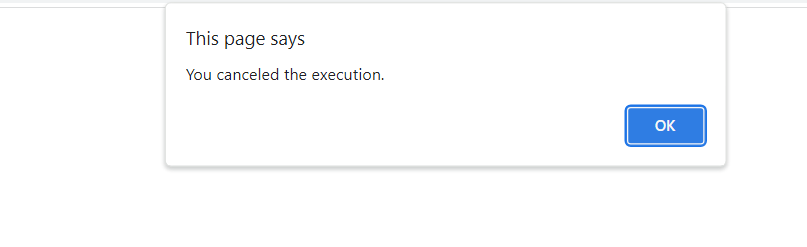 This page says
You canceled the execution.
OK